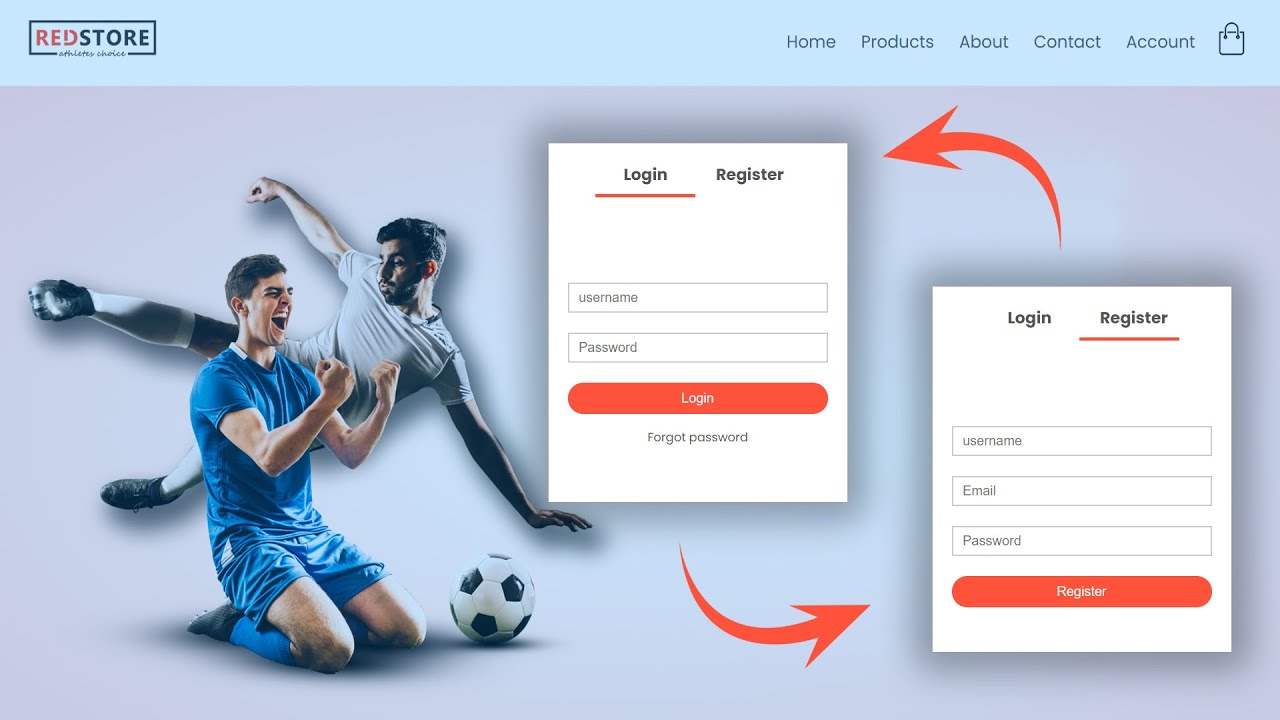 REDSTORE
athletes choice
Home Products About Contact Account
Login Register
username
Password
Login
Forgot password
Login Register
username
Email
Password
Register